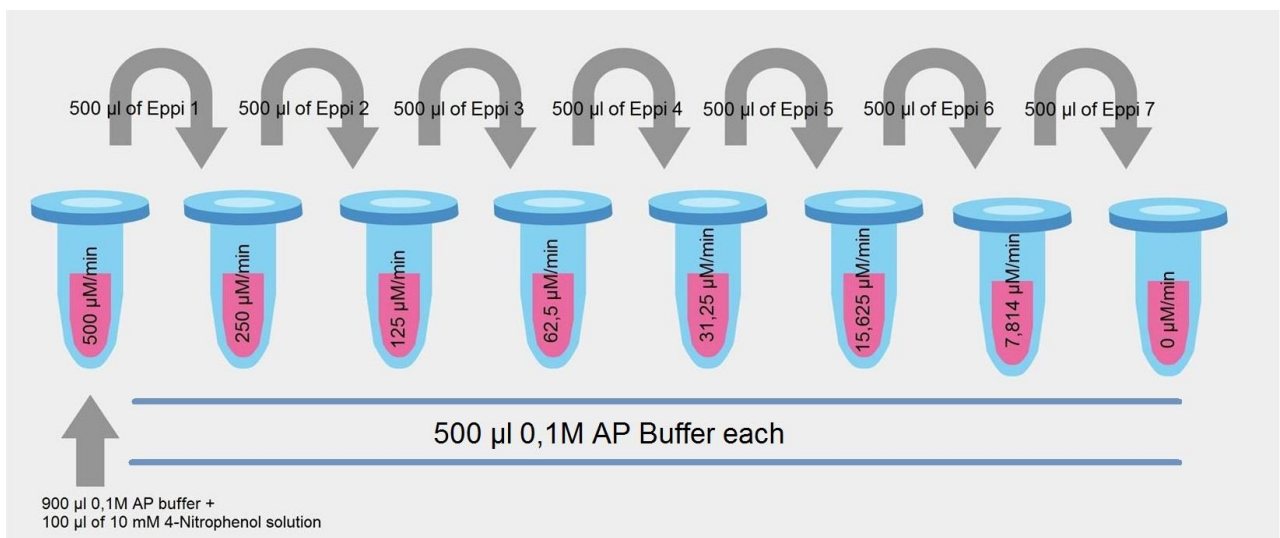 500 µl of Eppi 1
500 µl of Eppi 2
500 µl of Eppi 3
500 µl of Eppi 4
500 µl of Eppi 5
500 µl of Eppi 6
500 µl of Eppi 7
500 µM/min
250 µM/min
125 µM/min
62,5 µM/min
31,25 µM/min
15,625 µM/min
7,814 µM/min
0 µM/min
500 µl 0,1M AP Buffer each
900 µl 0,1M AP buffer +
100 µl of 10 mM 4-Nitrophenol solution